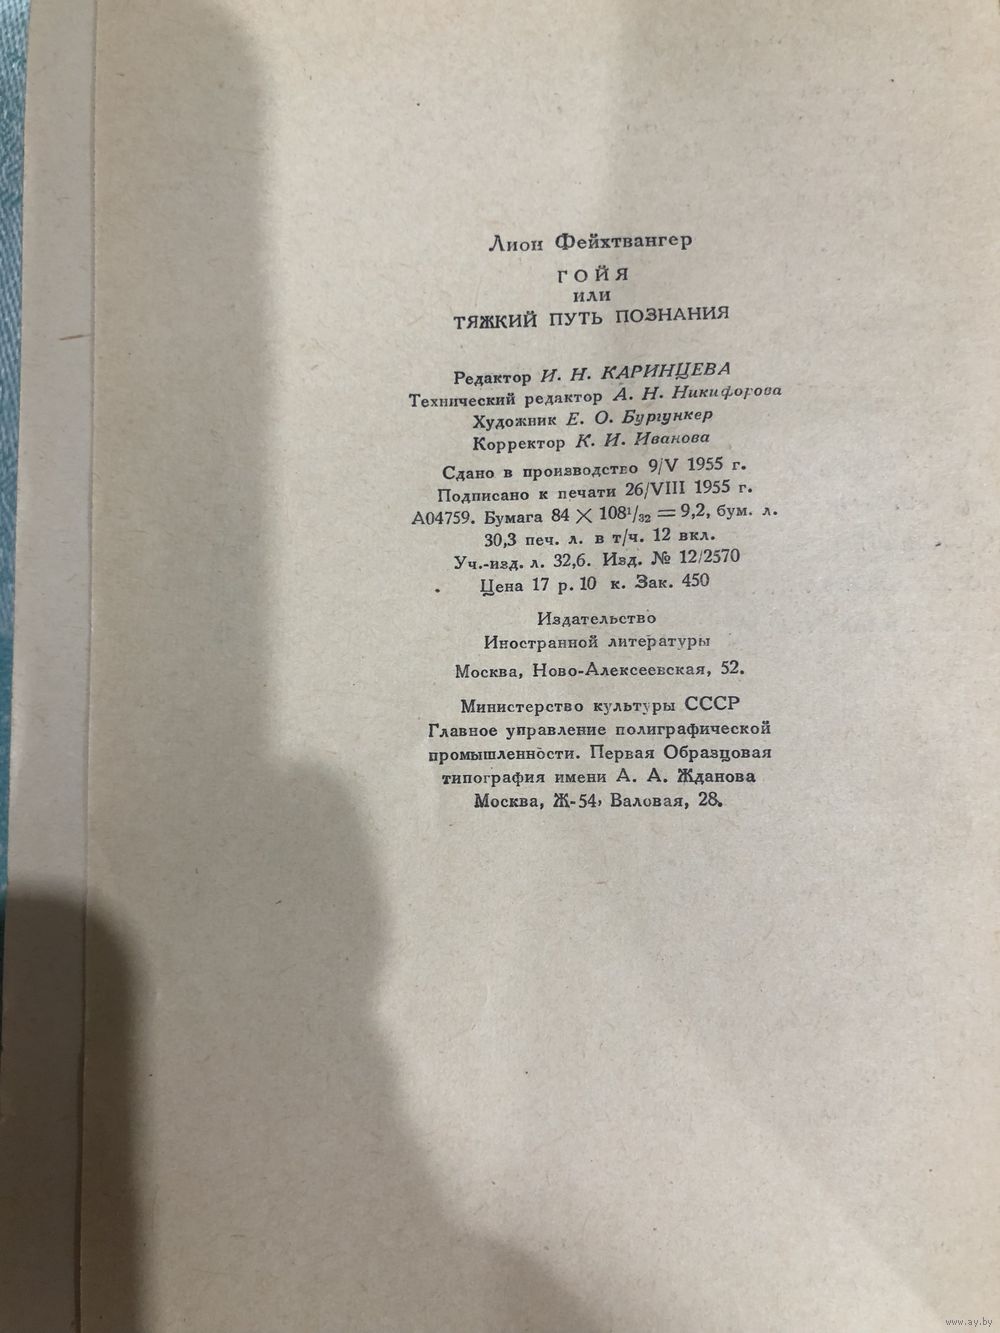 Лион Фейхтвангер
ГОЙЯ
или
ТЯЖКИЙ ПУТЬ ПОЗНАНИЯ
Редактор И. Н. КАРИНЦЕВА
Технический редактор А. Н. Никифорова
Художник Е. О. Бургункер
Корректор К. И. Иванова
Сдано в производство 9/V 1955 г.
Подписано к печати 26/VIII 1955 г.
А04759. Бумага 84 × 108¹/₃₂ = 9,2, бум. л.
30,3 печ. л. в т/ч. 12 вкл.
Уч.-изд. л. 32,6. Изд. № 12/2570
Цена 17 р. 10 к. Зак. 450
Издательство
Иностранной литературы
Москва, Ново-Алексеевская, 52.
Министерство культуры СССР
Главное управление полиграфической
промышленности. Первая Образцовая
типография имени А. А. Жданова
Москва, Ж-54, Валовая, 28.
www.ay.by